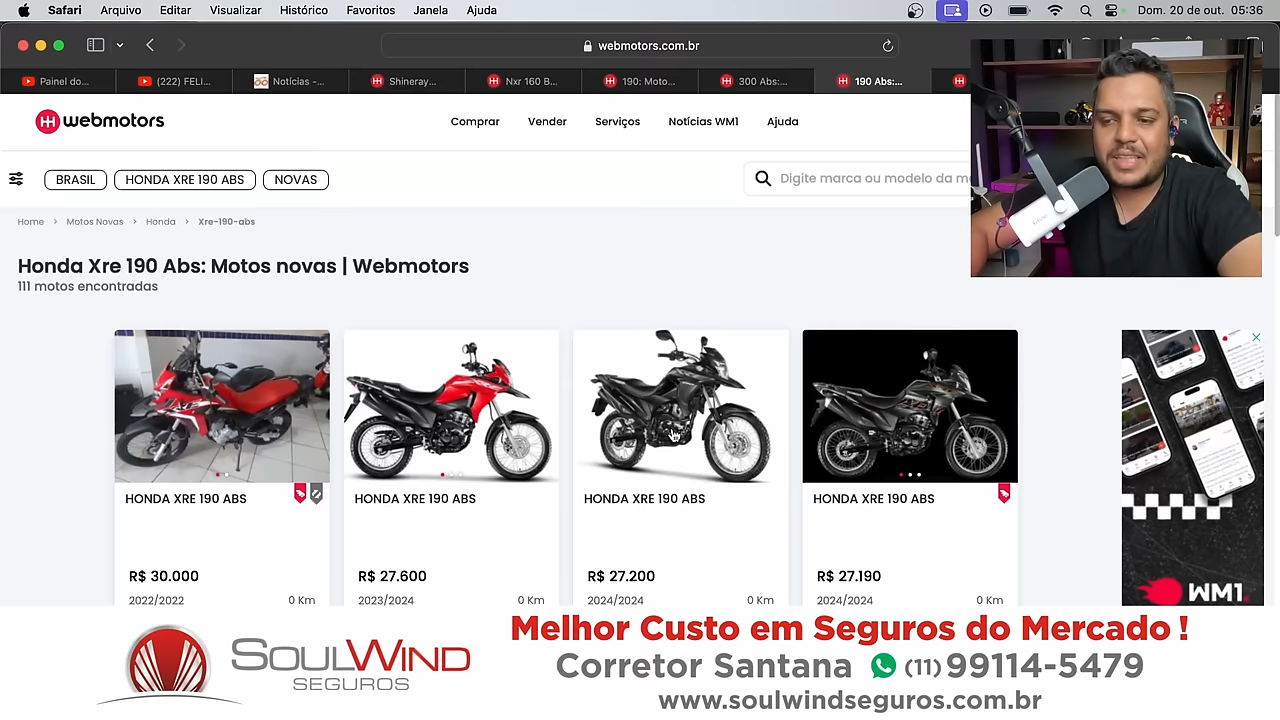 Safari Arquivo Editar Visualizar Histórico Favoritos Janela Ajuda Dom. 20 de out. 05:36
webmotors.com.br
Painel do... (222) FELI... Notícias -... Shineray... Nxr 160 B... 190: Moto... 300 Abs:... 190 Abs:...
webmotors Comprar Vender Serviços Notícias WM1 Ajuda
BRASIL HONDA XRE 190 ABS NOVAS Digite marca ou modelo da m
Home > Motos Novas > Honda > Xre-190-abs
Honda Xre 190 Abs: Motos novas | Webmotors
111 motos encontradas
HONDA XRE 190 ABS HONDA XRE 190 ABS HONDA XRE 190 ABS HONDA XRE 190 ABS
R$ 30.000 R$ 27.600 R$ 27.200 R$ 27.190
2022/2022 0 Km 2023/2024 0 Km 2024/2024 0 Km 2024/2024 0 Km
WM1.
SOULWIND
SEGUROS
Melhor Custo em Seguros do Mercado !
Corretor Santana (11) 99114-5479
www.soulwindseguros.com.br